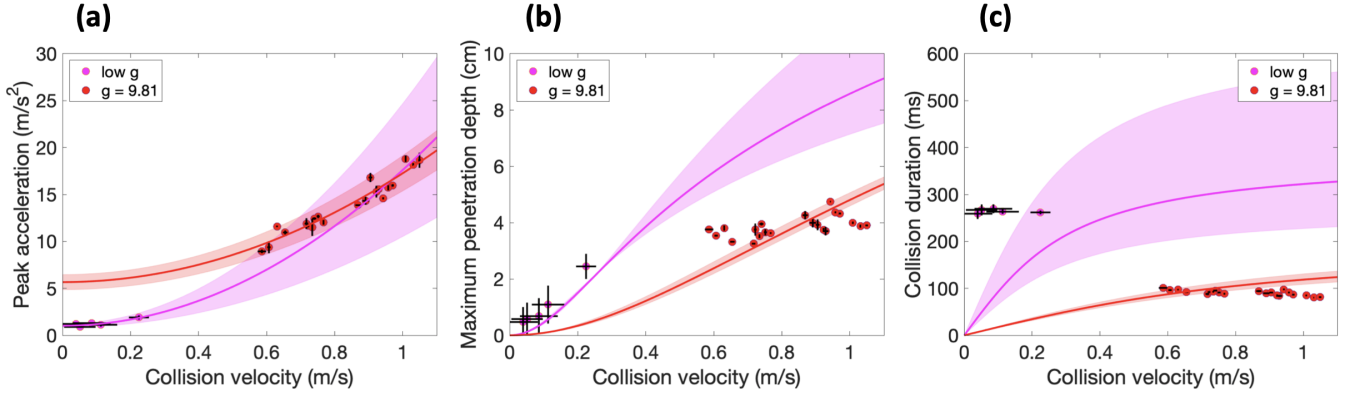 (a)
Peak acceleration (m/s²)
30
25
20
15
10
5
0
low g
g = 9.81
0
0.2
0.4
0.6
0.8
1
Collision velocity (m/s)
(b)
Maximum penetration depth (cm)
10
8
6
4
2
0
low g
g = 9.81
0
0.2
0.4
0.6
0.8
1
Collision velocity (m/s)
(c)
Collision duration (ms)
600
500
400
300
200
100
0
low g
g = 9.81
0
0.2
0.4
0.6
0.8
1
Collision velocity (m/s)